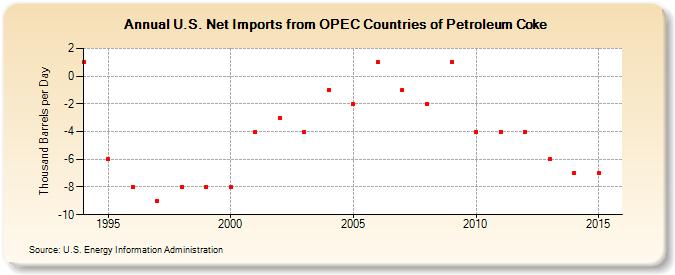 Annual U.S. Net Imports from OPEC Countries of Petroleum Coke
Thousand Barrels per Day
2
0
-2
-4
-6
-8
-10
1995 2000 2005 2010 2015
Source: U.S. Energy Information Administration